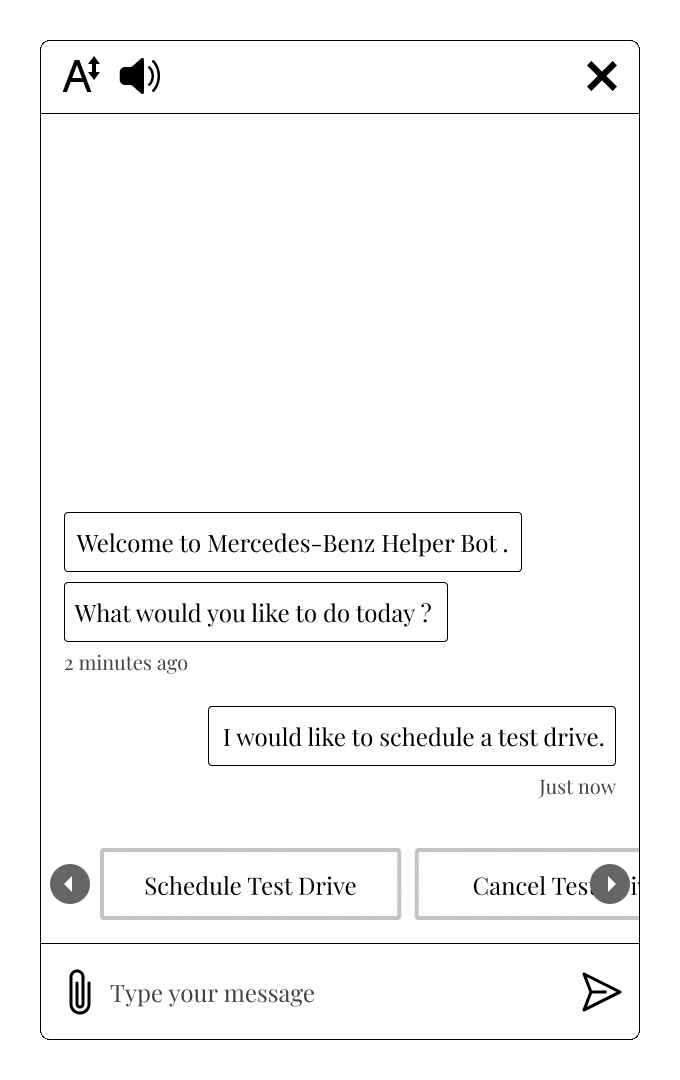 A
Welcome to Mercedes-Benz Helper Bot .
What would you like to do today ?
2 minutes ago
I would like to schedule a test drive.
Just now
Schedule Test Drive
Cancel Test
Type your message